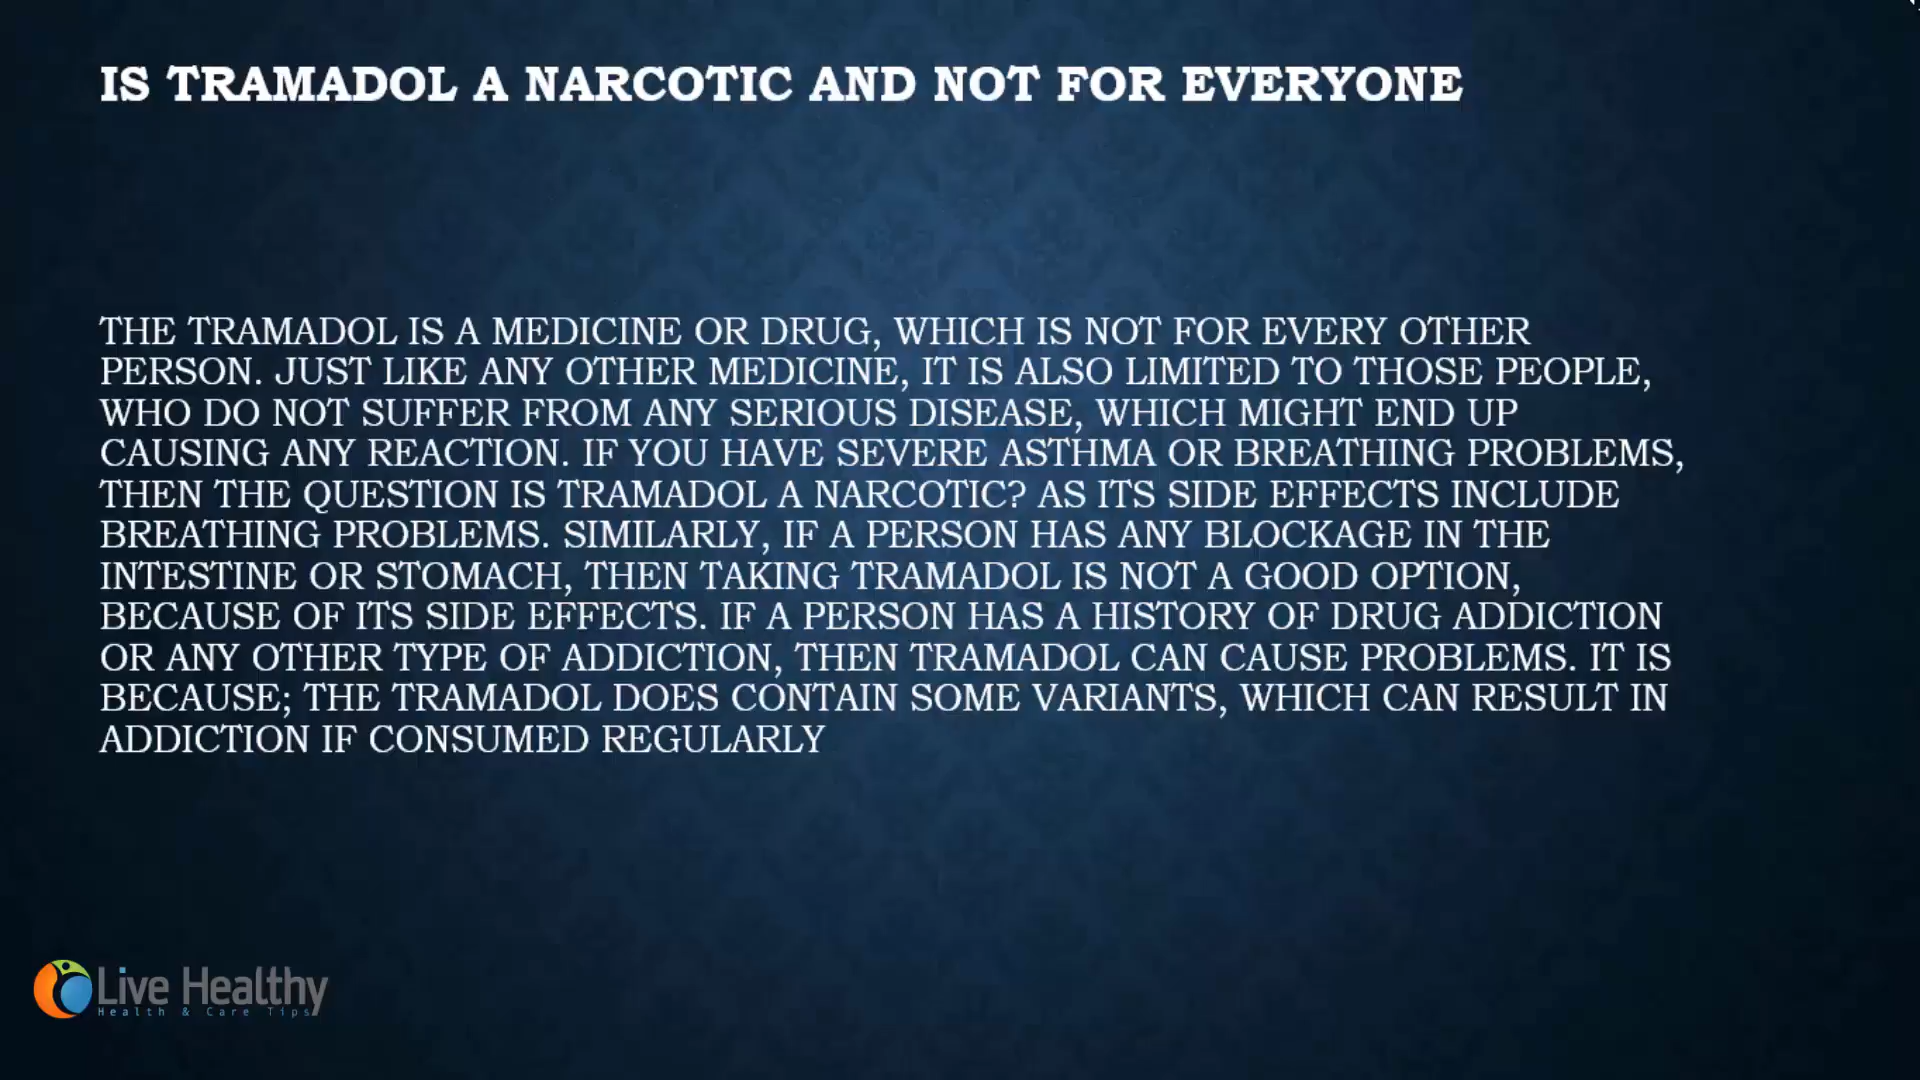 IS TRAMADOL A NARCOTIC AND NOT FOR EVERYONE
THE TRAMADOL IS A MEDICINE OR DRUG, WHICH IS NOT FOR EVERY OTHER
PERSON. JUST LIKE ANY OTHER MEDICINE, IT IS ALSO LIMITED TO THOSE PEOPLE,
WHO DO NOT SUFFER FROM ANY SERIOUS DISEASE, WHICH MIGHT END UP
CAUSING ANY REACTION. IF YOU HAVE SEVERE ASTHMA OR BREATHING PROBLEMS,
THEN THE QUESTION IS TRAMADOL A NARCOTIC? AS ITS SIDE EFFECTS INCLUDE
BREATHING PROBLEMS. SIMILARLY, IF A PERSON HAS ANY BLOCKAGE IN THE
INTESTINE OR STOMACH, THEN TAKING TRAMADOL IS NOT A GOOD OPTION,
BECAUSE OF ITS SIDE EFFECTS. IF A PERSON HAS A HISTORY OF DRUG ADDICTION
OR ANY OTHER TYPE OF ADDICTION, THEN TRAMADOL CAN CAUSE PROBLEMS. IT IS
BECAUSE; THE TRAMADOL DOES CONTAIN SOME VARIANTS, WHICH CAN RESULT IN
ADDICTION IF CONSUMED REGULARLY
Live Healthy
Health & Care Tips